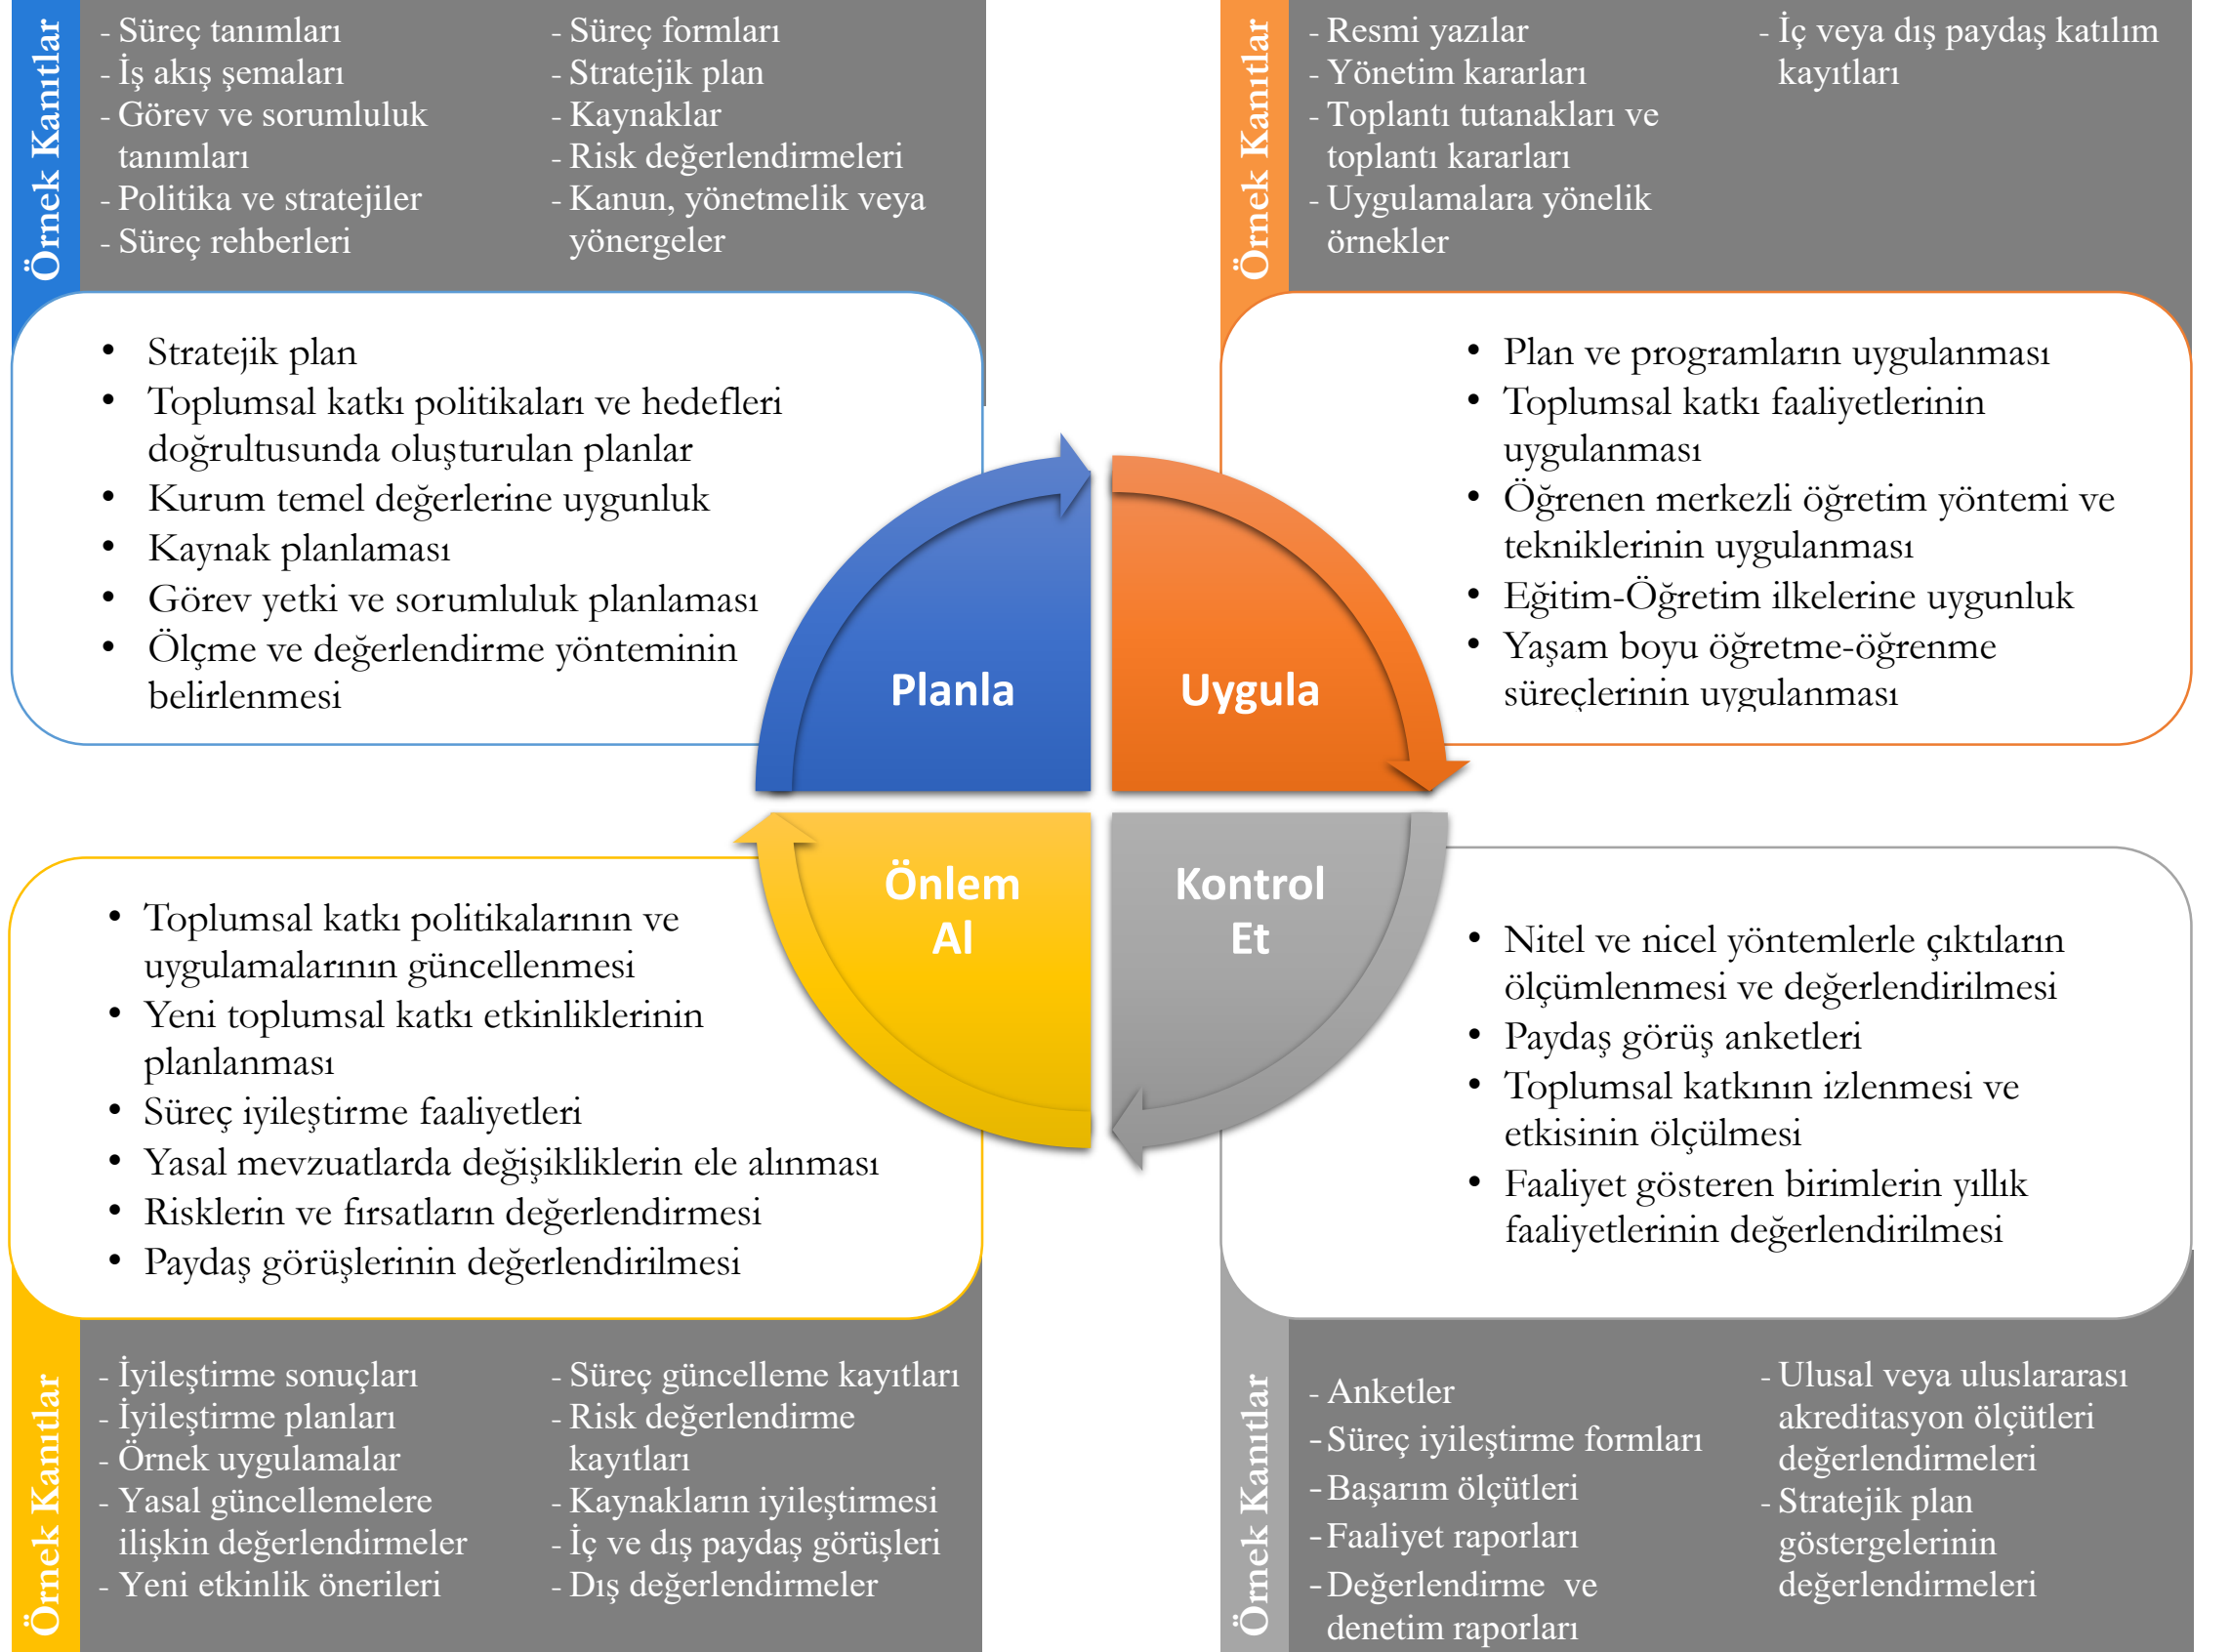 Örnek Kanıtlar
- Süreç tanımları
- İş akış şemaları
- Görev ve sorumluluk
tanımları
- Politika ve stratejiler
- Süreç rehberleri
- Süreç formları
- Stratejik plan
- Kaynaklar
- Risk değerlendirmeleri
- Kanun, yönetmelik veya
yönergeler
Örnek Kanıtlar
- Resmi yazılar
- Yönetim kararları
- Toplantı tutanakları ve
toplantı kararları
- Uygulamalara yönelik
örnekler
- İç veya dış paydaş katılım
kayıtları
• Stratejik plan
• Toplumsal katkı politikaları ve hedefleri
doğrultusunda oluşturulan planlar
• Kurum temel değerlerine uygunluk
• Kaynak planlaması
• Görev yetki ve sorumluluk planlaması
• Ölçme ve değerlendirme yönteminin
belirlenmesi
• Plan ve programların uygulanması
• Toplumsal katkı faaliyetlerinin
uygulanması
• Öğrenen merkezli öğretim yöntemi ve
tekniklerinin uygulanması
• Eğitim-Öğretim ilkelerine uygunluk
• Yaşam boyu öğretme-öğrenme
süreçlerinin uygulanması
Planla
Uygula
Önlem
Al
Kontrol
Et
• Toplumsal katkı politikalarının ve
uygulamalarının güncellenmesi
• Yeni toplumsal katkı etkinliklerinin
planlanması
• Süreç iyileştirme faaliyetleri
• Yasal mevzuatlarda değişikliklerin ele alınması
• Risklerin ve fırsatların değerlendirmesi
• Paydaş görüşlerinin değerlendirilmesi
• Nitel ve nicel yöntemlerle çıktıların
ölçümlenmesi ve değerlendirilmesi
• Paydaş görüş anketleri
• Toplumsal katkının izlenmesi ve
etkisinin ölçülmesi
• Faaliyet gösteren birimlerin yıllık
faaliyetlerinin değerlendirilmesi
Örnek Kanıtlar
- İyileştirme sonuçları
- İyileştirme planları
- Örnek uygulamalar
- Yasal güncellemelere
ilişkin değerlendirmeler
- Yeni etkinlik önerileri
- Süreç güncelleme kayıtları
- Risk değerlendirme
kayıtları
- Kaynakların iyileştirmesi
- İç ve dış paydaş görüşleri
- Dış değerlendirmeler
Örnek Kanıtlar
- Anketler
- Süreç iyileştirme formları
- Başarım ölçütleri
- Faaliyet raporları
- Değerlendirme ve
denetim raporları
- Ulusal veya uluslararası
akreditasyon ölçütleri
değerlendirmeleri
- Stratejik plan
göstergelerinin
değerlendirmeleri